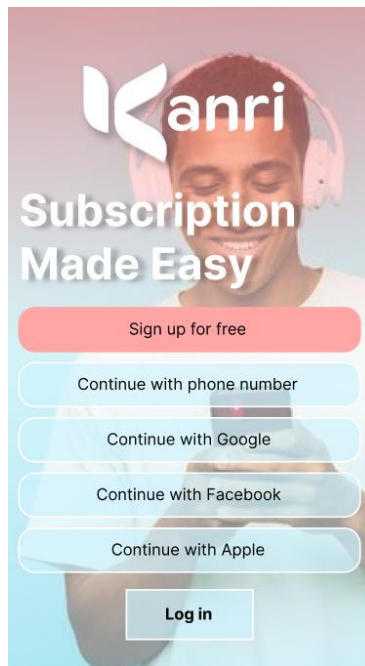 Kanri
Subscription
Made Easy
Sign up for free
Continue with phone number
Continue with Google
Continue with Facebook
Continue with Apple
Log in